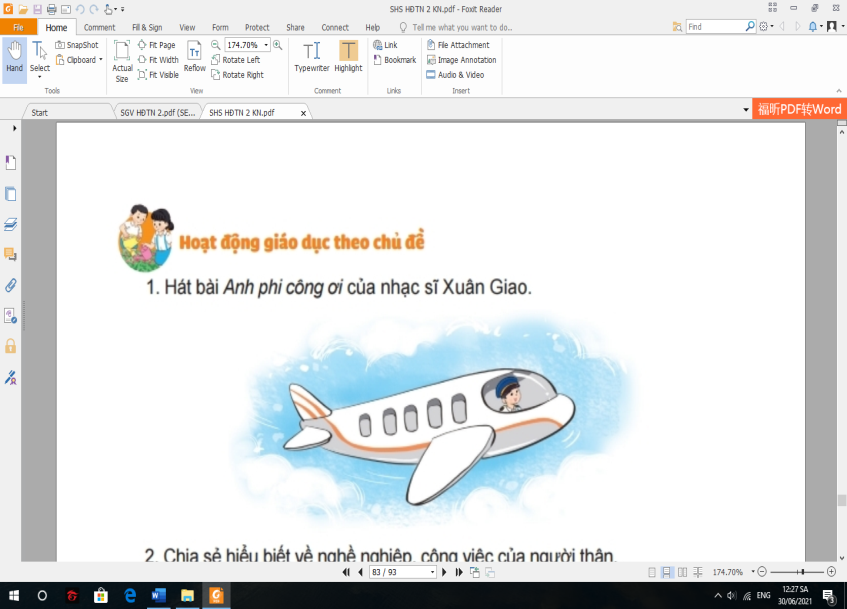 SHS HĐTN 2 KN.pdf - Foxit Reader
File Home Comment Fill & Sign View Form Protect Share Connect Help Tell me what you want to do.. Find
SnapShot Fit Page 174.70% Link File Attachment
Clipboard Fit Width Rotate Left Bookmark Image Annotation
Hand Select Actual Size Fit Visible Reflow Rotate Right Typewriter Highlight Audio & Video
Tools View Comment Links Insert
Start SGV HĐTN 2.pdf (SE... SHS HĐTN 2 KN.pdf x 福昕PDF转Word
Hoạt động giáo dục theo chủ đề
1. Hát bài Anh phi công ơi của nhạc sĩ Xuân Giao.
2. Chia sẻ hiểu biết về nghề nghiệp, công việc của người thân.
83 / 93 174.70%
12:27 SA
30/06/2021
3